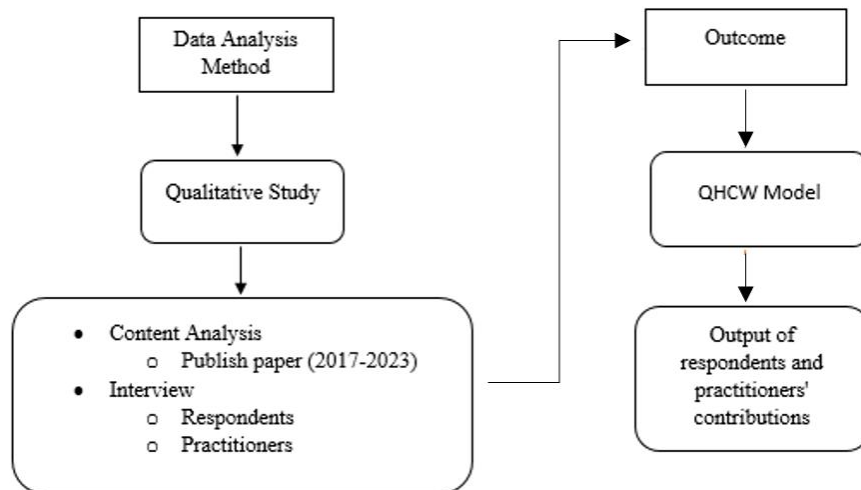 Data Analysis
Method
Qualitative Study
• Content Analysis
o Publish paper (2017-2023)
• Interview
o Respondents
o Practitioners
Outcome
QHCW Model
Output of
respondents and
practitioners'
contributions